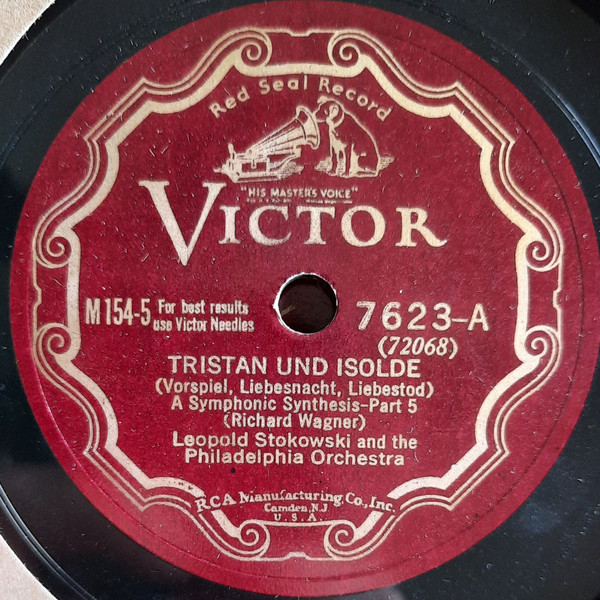 Red Seal Record
"HIS MASTER'S VOICE"
VICTOR
M 154-5 For best results
use Victor Needles
7623-A
(72068)
TRISTAN UND ISOLDE
(Vorspiel, Liebesnacht, Liebestod)
A Symphonic Synthesis-Part 5
(Richard Wagner)
Leopold Stokowski and the
Philadelphia Orchestra
RCA Manufacturing Co., Inc.
Camden, N.J.
U.S.A.